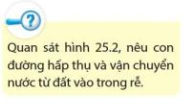 Quan sát hình 25.2, nêu con
đường hấp thụ và vận chuyển
nước từ đất vào trong rễ.